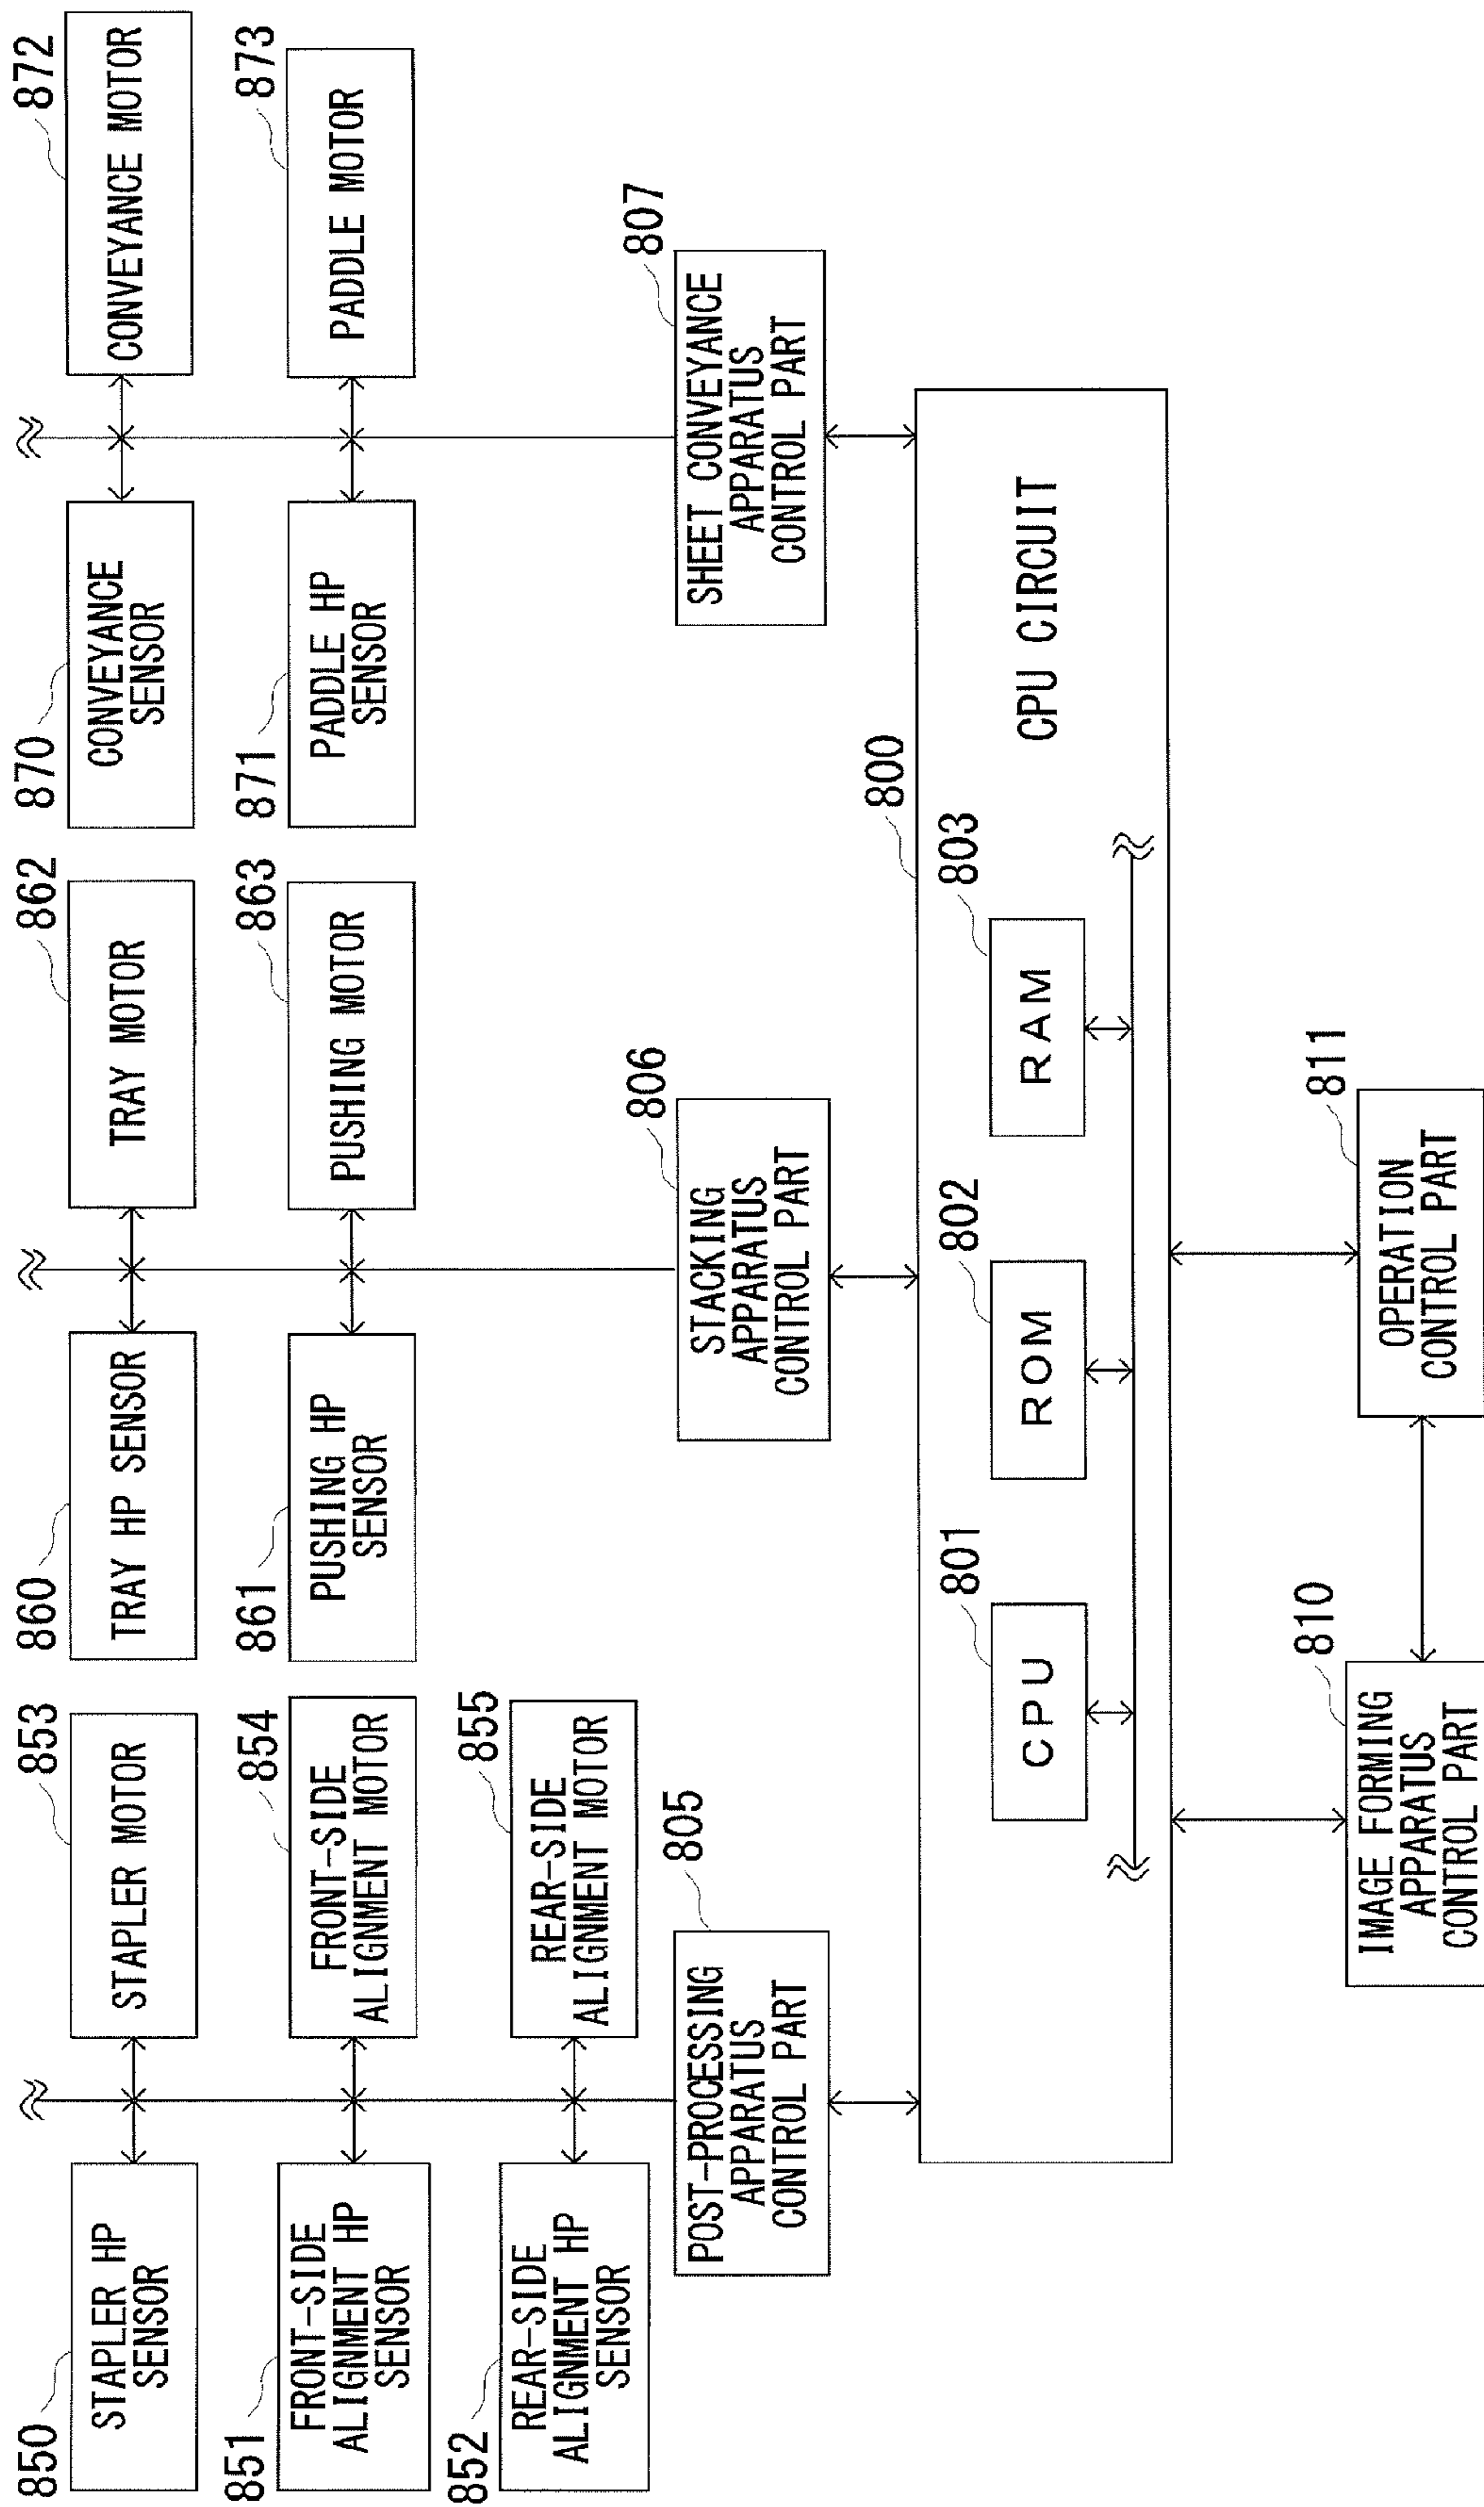 850
STAPLER HP
SENSOR
853
STAPLER MOTOR
860
TRAY HP SENSOR
862
TRAY MOTOR
870
CONVEYANCE
SENSOR
872
CONVEYANCE MOTOR
851
FRONT-SIDE
ALIGNMENT HP
SENSOR
854
FRONT-SIDE
ALIGNMENT MOTOR
861
PUSHING HP
SENSOR
863
PUSHING MOTOR
871
PADDLE HP
SENSOR
873
PADDLE MOTOR
852
REAR-SIDE
ALIGNMENT HP
SENSOR
855
REAR-SIDE
ALIGNMENT MOTOR
805
POST-PROCESSING
APPARATUS
CONTROL PART
806
STACKING
APPARATUS
CONTROL PART
807
SHEET CONVEYANCE
APPARATUS
CONTROL PART
800
CPU CIRCUIT
801
CPU
802
ROM
803
RAM
810
IMAGE FORMING
APPARATUS
CONTROL PART
811
OPERATION
CONTROL PART